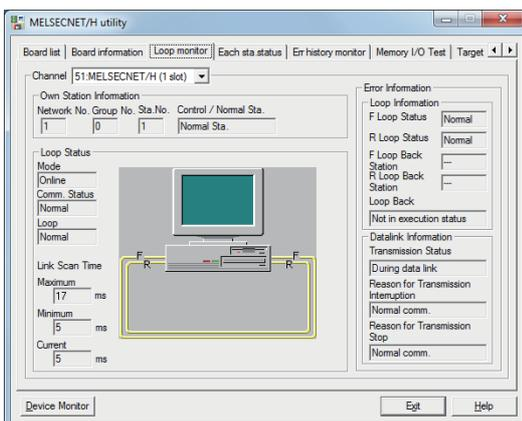 MELSECNET/H utility
Board list Board information Loop monitor Each sta.status Err history monitor Memory I/O Test Target
Channel 51:MELSECNET/H (1 slot)
Own Station Information
Network No. Group No. Sta.No. Control / Normal Sta.
1 0 1 Normal Sta.
Loop Status
Mode
Online
Comm. Status
Normal
Loop
Normal
Link Scan Time
Maximum
17 ms
Minimum
5 ms
Current
5 ms
F F
R R
Error Information
Loop Information
F Loop Status Normal
R Loop Status Normal
F Loop Back
Station ---
R Loop Back
Station ---
Loop Back
Not in execution status
Datalink Information
Transmission Status
During data link
Reason for Transmission
Interruption
Normal comm.
Reason for Transmission
Stop
Normal comm.
Device Monitor Exit Help